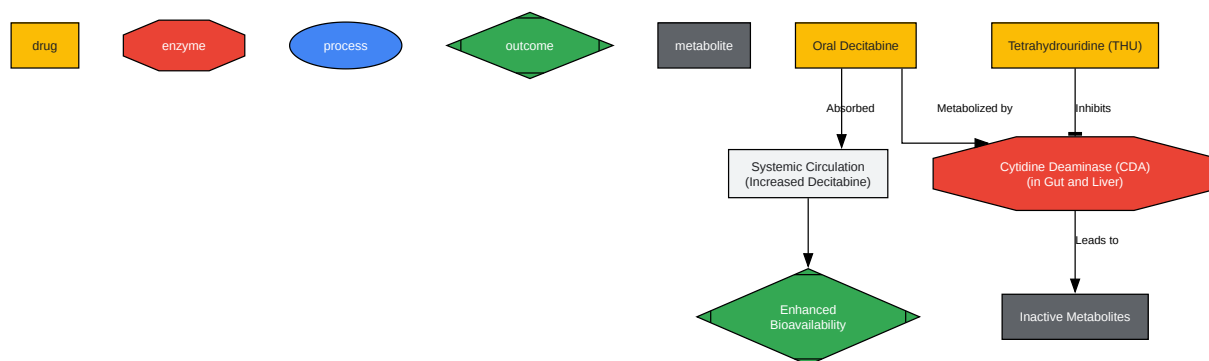 drug
enzyme
process
outcome
metabolite
Oral Decitabine
Tetrahydrouridine (THU)
Absorbed
Metabolized by
Inhibits
Systemic Circulation
(Increased Decitabine)
Cytidine Deaminase (CDA)
(in Gut and Liver)
Leads to
Enhanced
Bioavailability
Inactive Metabolites